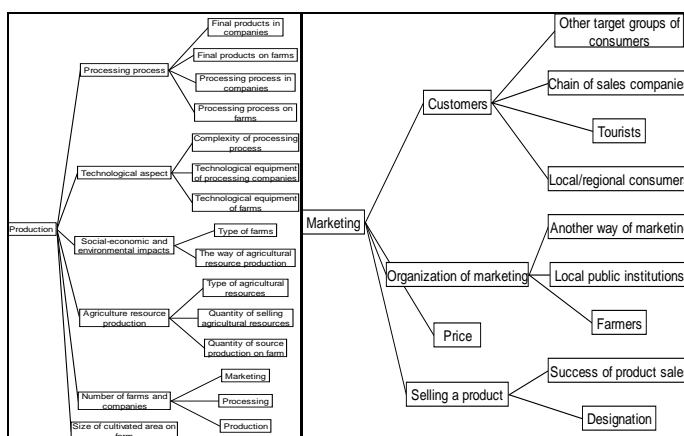 Final products in
companies
Final products on farms
Processing process
Processing process in
companies
Processing process on
farms
Complexity of processing
process
Technological aspect
Technological equipment
of processing companies
Technological equipment
of farms
Production
Social-economic and
environmental impacts
Type of farms
The way of agricultural
resource production
Type of agricultural
resources
Agriculture resource
production
Quantity of selling
agricultural resources
Quantity of source
production on farm
Number of farms and
companies
Marketing
Processing
Production
Size of cultivated area on
farm
Other target groups of
consumers
Chain of sales companies
Customers
Tourists
Local/regional consumers
Marketing
Another way of marketing
Organization of marketing
Local public institutions
Farmers
Price
Success of product sales
Selling a product
Designation